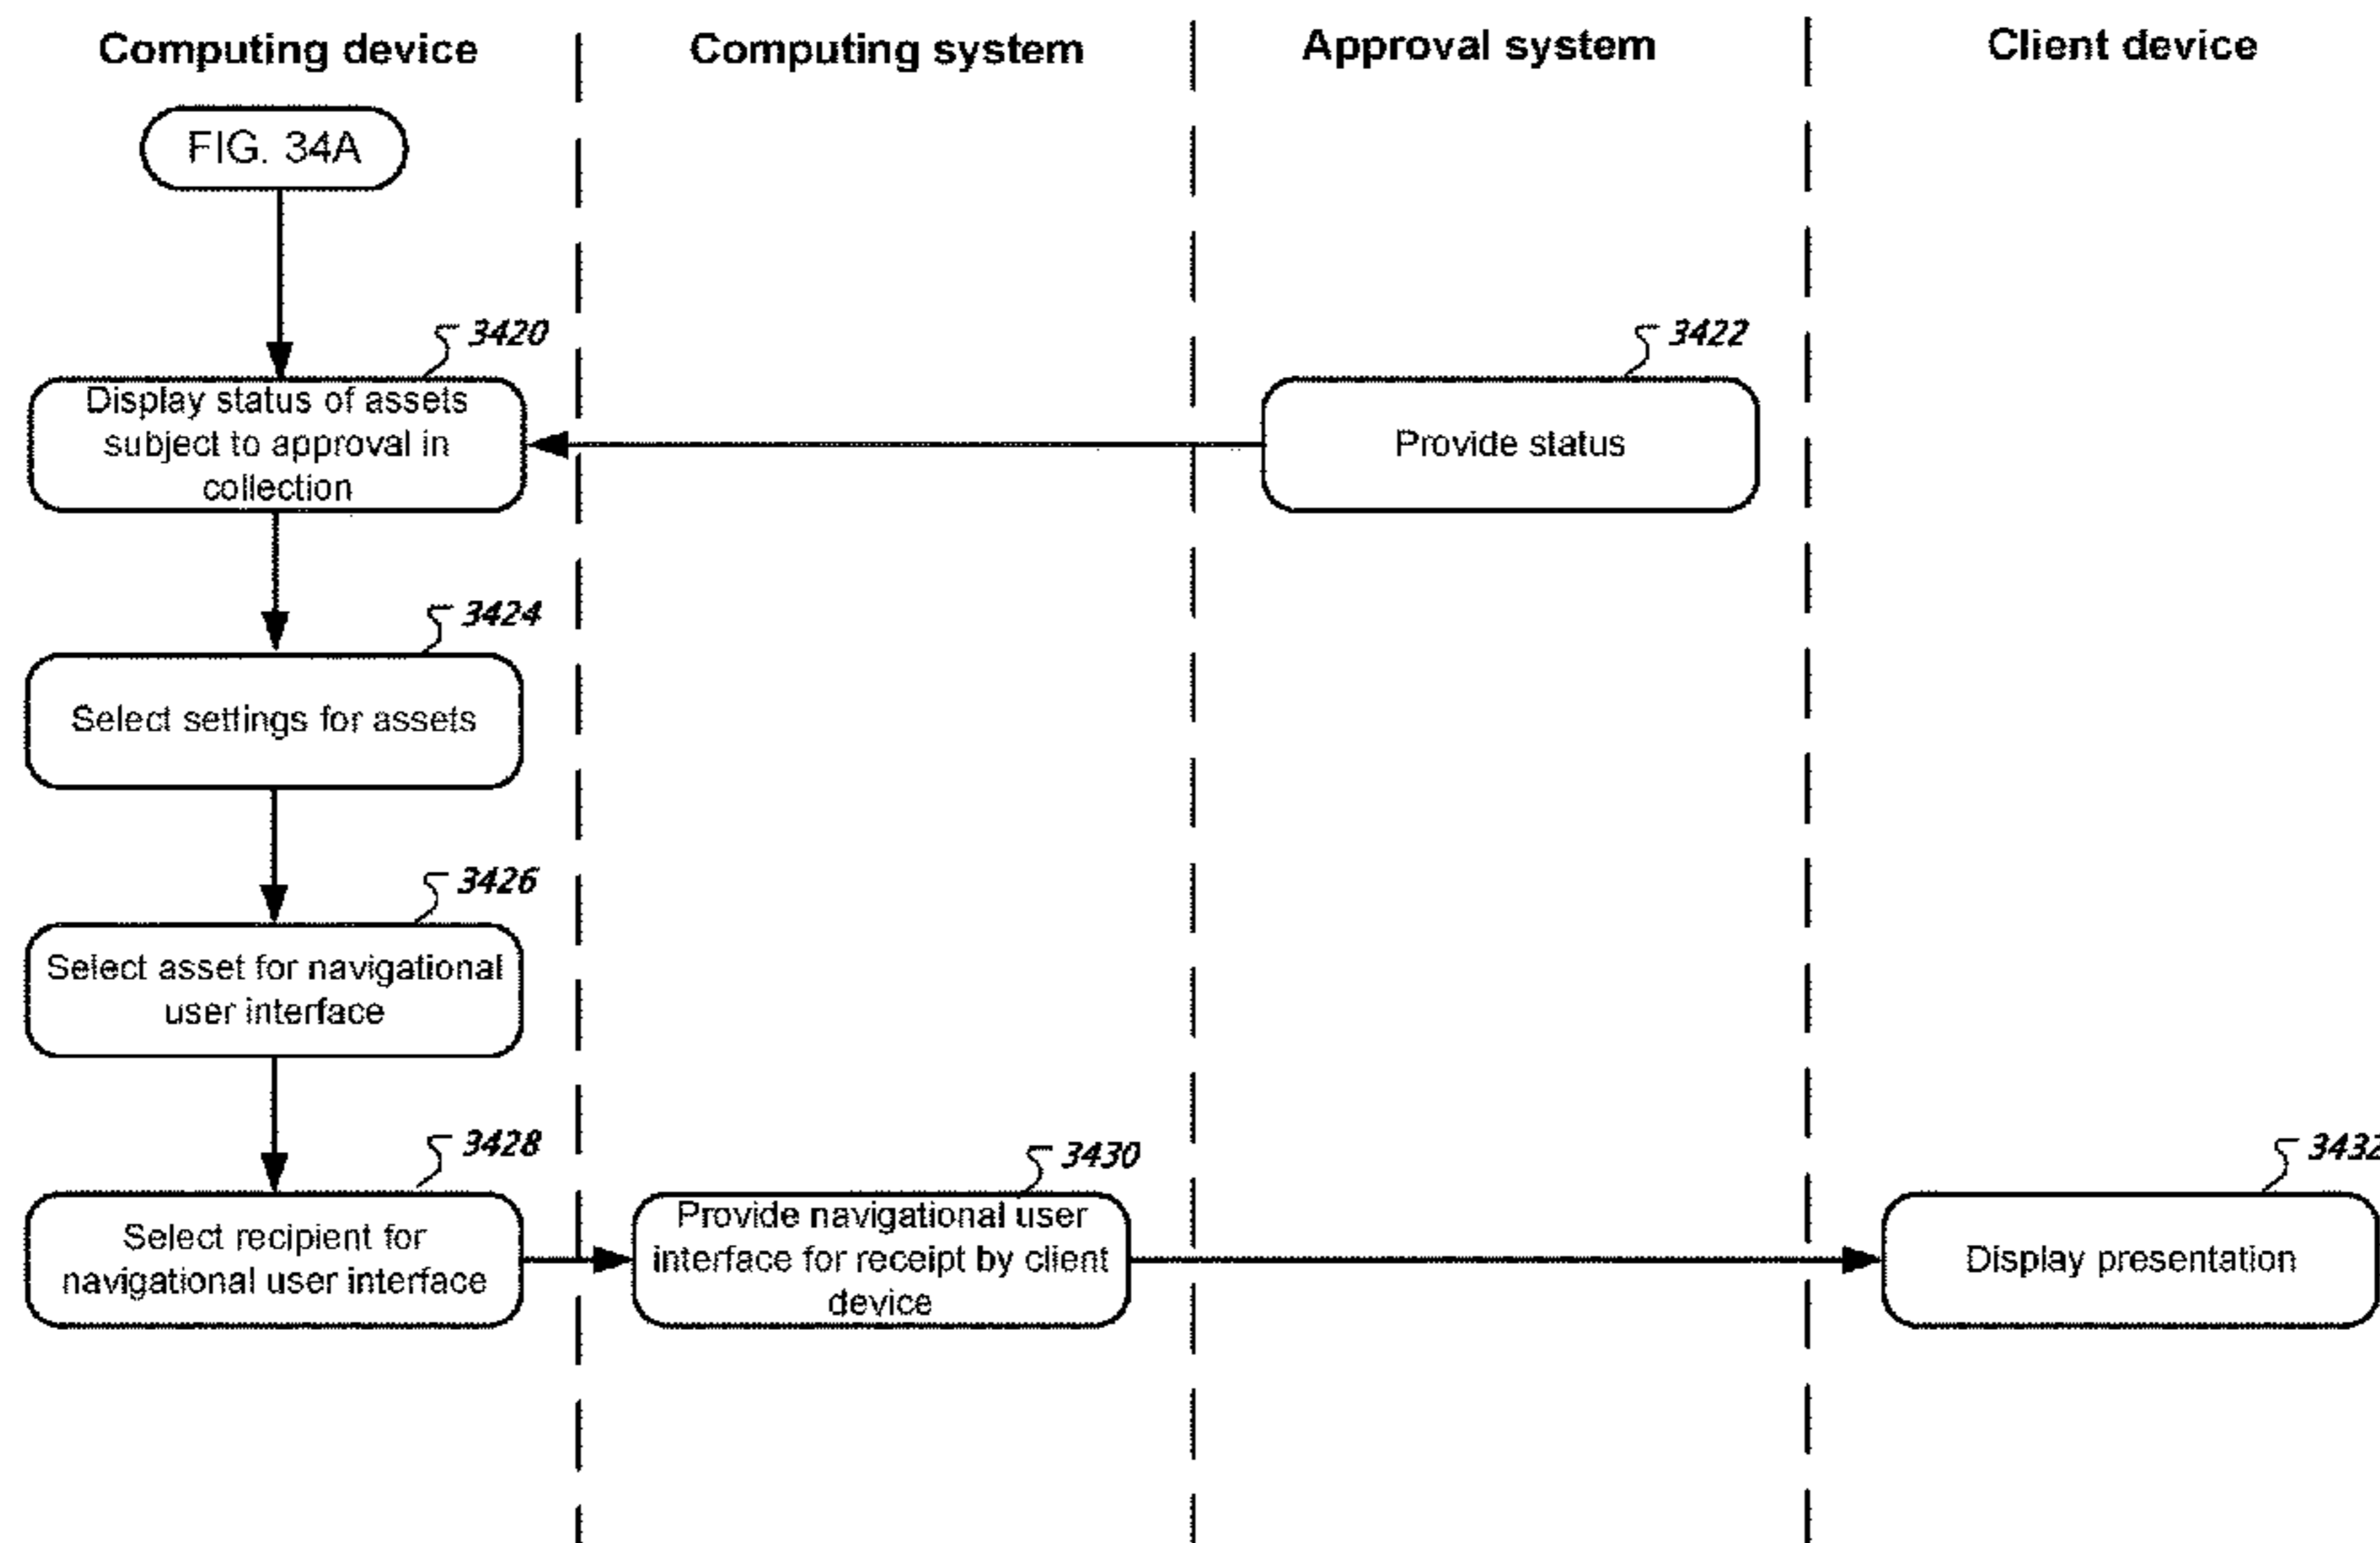 Computing device
Computing system
Approval system
Client device
FIG. 34A
3420
Display status of assets
subject to approval in
collection
3422
Provide status
3424
Select settings for assets
3426
Select asset for navigational
user interface
3428
Select recipient for
navigational user interface
3430
Provide navigational user
interface for receipt by client
device
3432
Display presentation